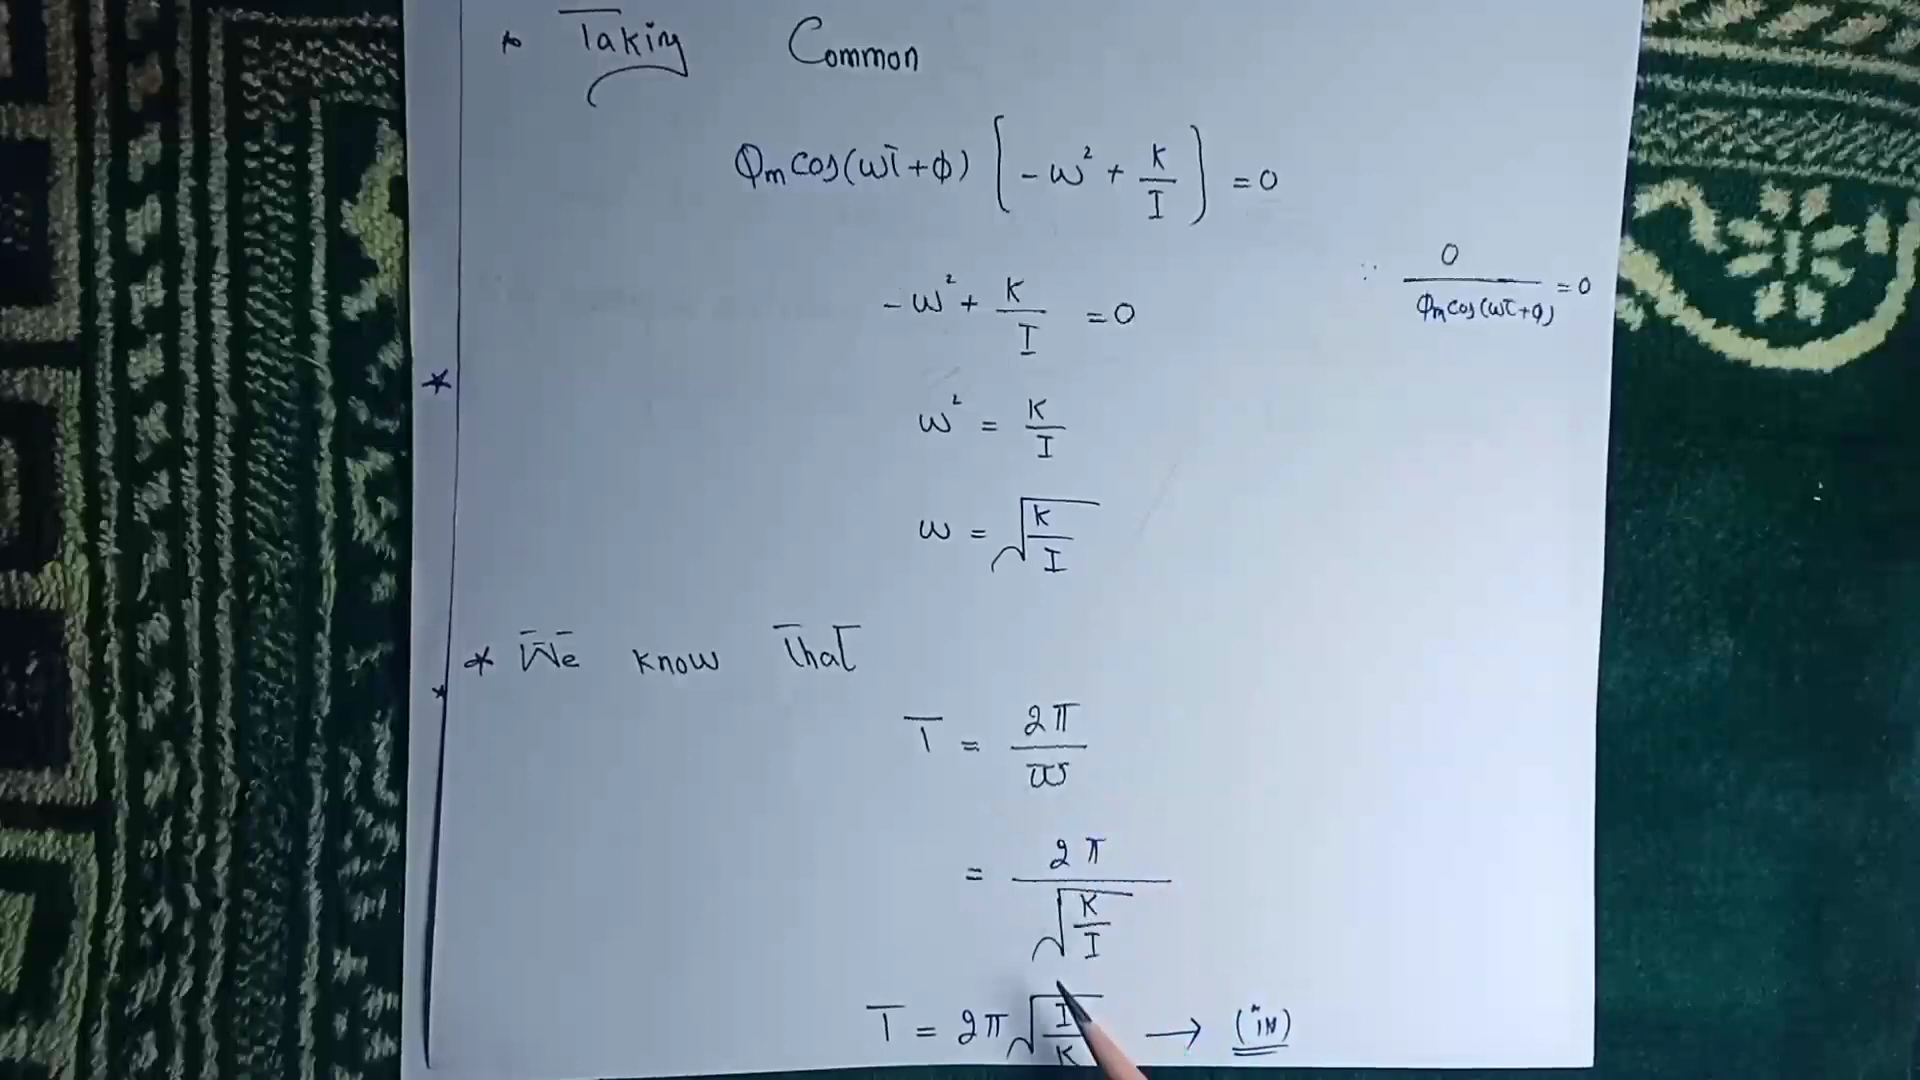 * Taking Common
Φm cos(ωt+ϕ) [-ω² + K/I] = 0
-ω² + K/I = 0
∵ 0/Φm cos(ωt+ϕ) = 0
*
ω² = K/I
ω = √(K/I)
* We know That
T = 2π/ω
= 2π/√(K/I)
T = 2π√(I/K) →